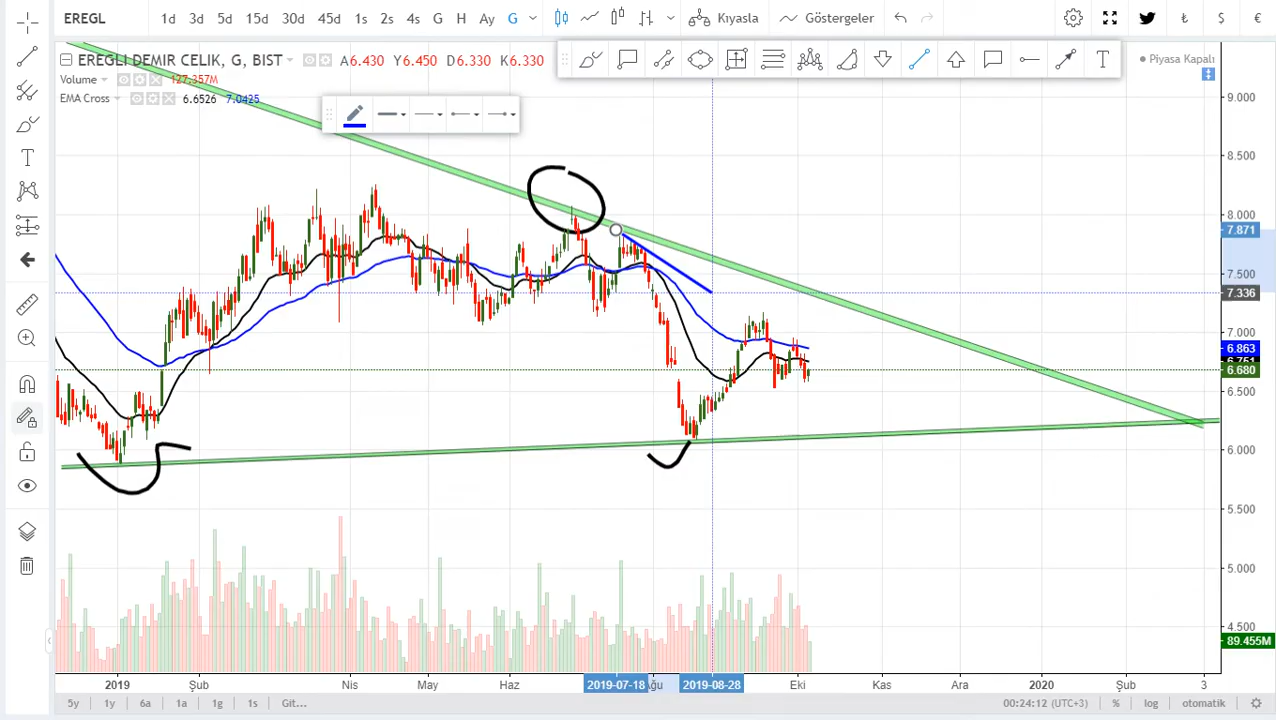 EREGL 1d 3d 5d 15d 30d 45d 1s 2s 4s G H Ay G Kıyasla Göstergeler ₺ $ €
EREGLI DEMIR CELIK, G, BIST A6.430 Y6.450 D6.330 K6.330
Piyasa Kapalı
Volume 127.357M
EMA Cross 6.6526 7.0425
T
T
9.000
8.500
8.000
7.871
7.500
7.336
7.000
6.863
6.680
6.500
6.000
5.500
5.000
4.500
89.455M
2019 Şub Nis May Haz 2019-07-18 Ağu 2019-08-28 Eki Kas Ara 2020 Şub 3
5y 1y 6a 1a 1g 1s Git... 00:24:12 (UTC+3) % log otomatik